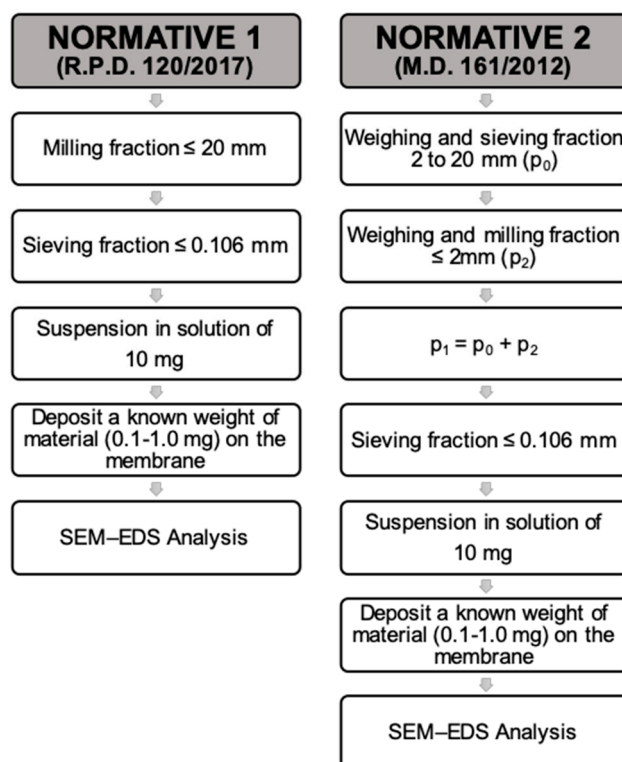 NORMATIVE 1
(R.P.D. 120/2017)
Milling fraction ≤ 20 mm
Sieving fraction ≤ 0.106 mm
Suspension in solution of
10 mg
Deposit a known weight of
material (0.1-1.0 mg) on the
membrane
SEM–EDS Analysis
NORMATIVE 2
(M.D. 161/2012)
Weighing and sieving fraction
2 to 20 mm (p₀)
Weighing and milling fraction
≤ 2mm (p₂)
p₁ = p₀ + p₂
Sieving fraction ≤ 0.106 mm
Suspension in solution of
10 mg
Deposit a known weight of
material (0.1-1.0 mg) on the
membrane
SEM–EDS Analysis